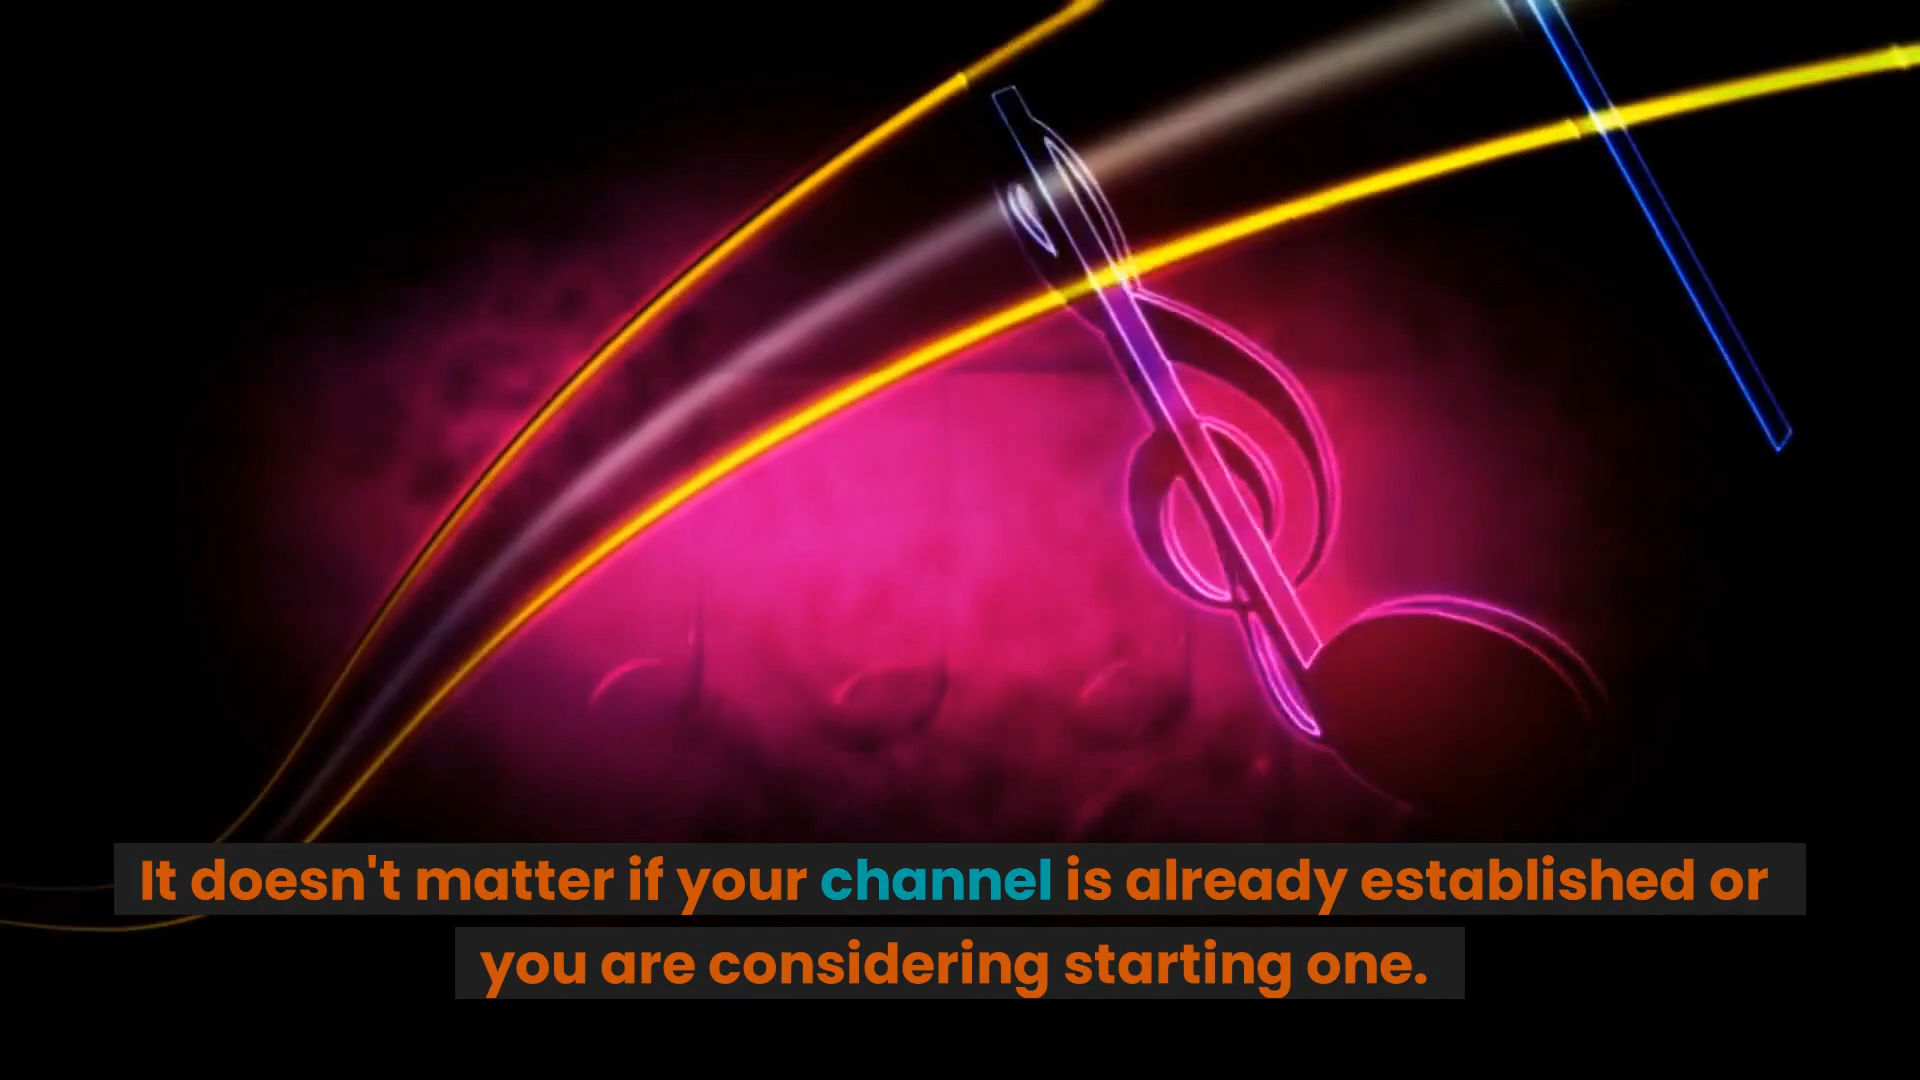 It doesn't matter if your channel is already established or
you are considering starting one.